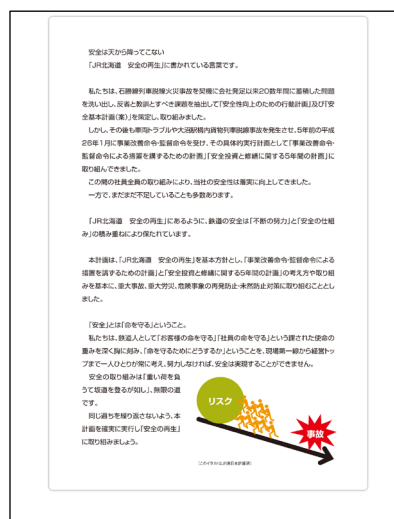 安全は天から降ってこない
「JR北海道　安全の再生」に書かれている言葉です。
私たちは、石勝線列車脱線火災事故を契機に会社発足以来20数年間に蓄積した問題
を洗い出し、反省と教訓とすべき課題を抽出して「安全性向上のための行動計画」及び「安
全基本計画(案)」を策定し、取り組みました。
しかし、その後も車両トラブルや大沼駅構内貨物列車脱線事故を発生させ、5年前の平成
26年1月に事業改善命令・監督命令を受け、その具体的実行計画として「事業改善命令・
監督命令による措置を講ずるための計画」「安全投資と修繕に関する5年間の計画」に
取り組んできました。
この間の社員全員の取り組みにより、当社の安全性は着実に向上してきました。
一方で、まだまだ不足していることも多数あります。
「JR北海道　安全の再生」にあるように、鉄道の安全は「不断の努力」と「安全の仕組
み」の積み重ねにより保たれています。
本計画は、「JR北海道　安全の再生」を基本方針とし、「事業改善命令・監督命令による
措置を講ずるための計画」と「安全投資と修繕に関する5年間の計画」の考え方や取り組
みを基本に、重大事故、重大労災、危険事象の再発防止・未然防止対策に取り組むこととし
ました。
「安全」とは「命を守る」ということ。
私たちは、鉄道人として「お客様の命を守る」「社員の命を守る」という課された使命の
重みを深く胸に刻み、「命を守るためにどうするか」ということを、現場第一線から経営トッ
プまで一人ひとりが常に考え、努力しなければ、安全は実現することができません。
安全の取り組みは「重い荷を負
うて坂道を登るが如し」、無限の道
です。
同じ過ちを繰り返さないよう、本
計画を確実に実行し「安全の再生」
に取り組みましょう。
リスク
事故